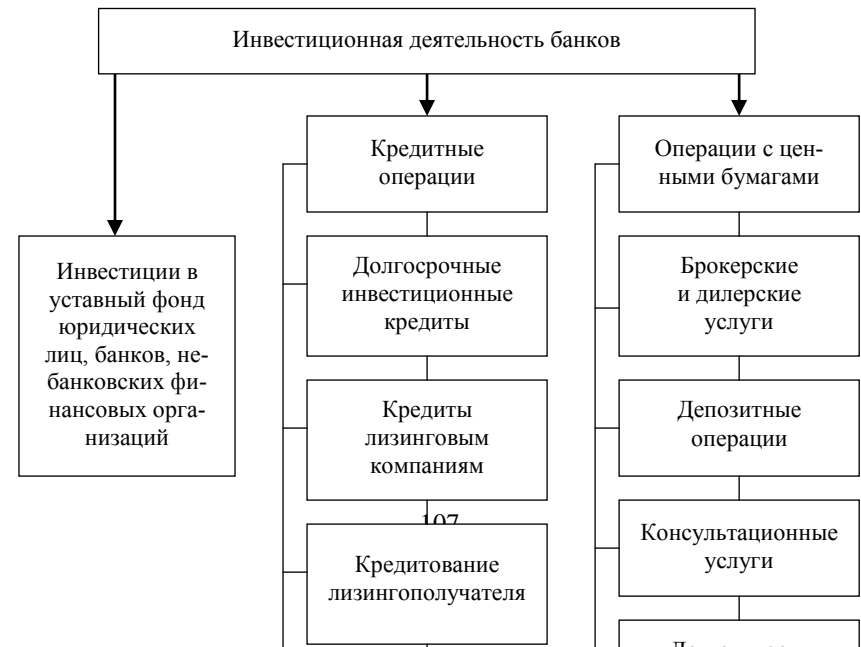 Инвестиционная деятельность банков
Инвестиции в
уставный фонд
юридических
лиц, банков, не-
банковских фи-
нансовых орга-
низаций
Кредитные
операции
Долгосрочные
инвестиционные
кредиты
Кредиты
лизинговым
компаниям
107
Кредитование
лизингополучателя
Операции с цен-
ными бумагами
Брокерские
и дилерские
услуги
Депозитные
операции
Консультационные
услуги